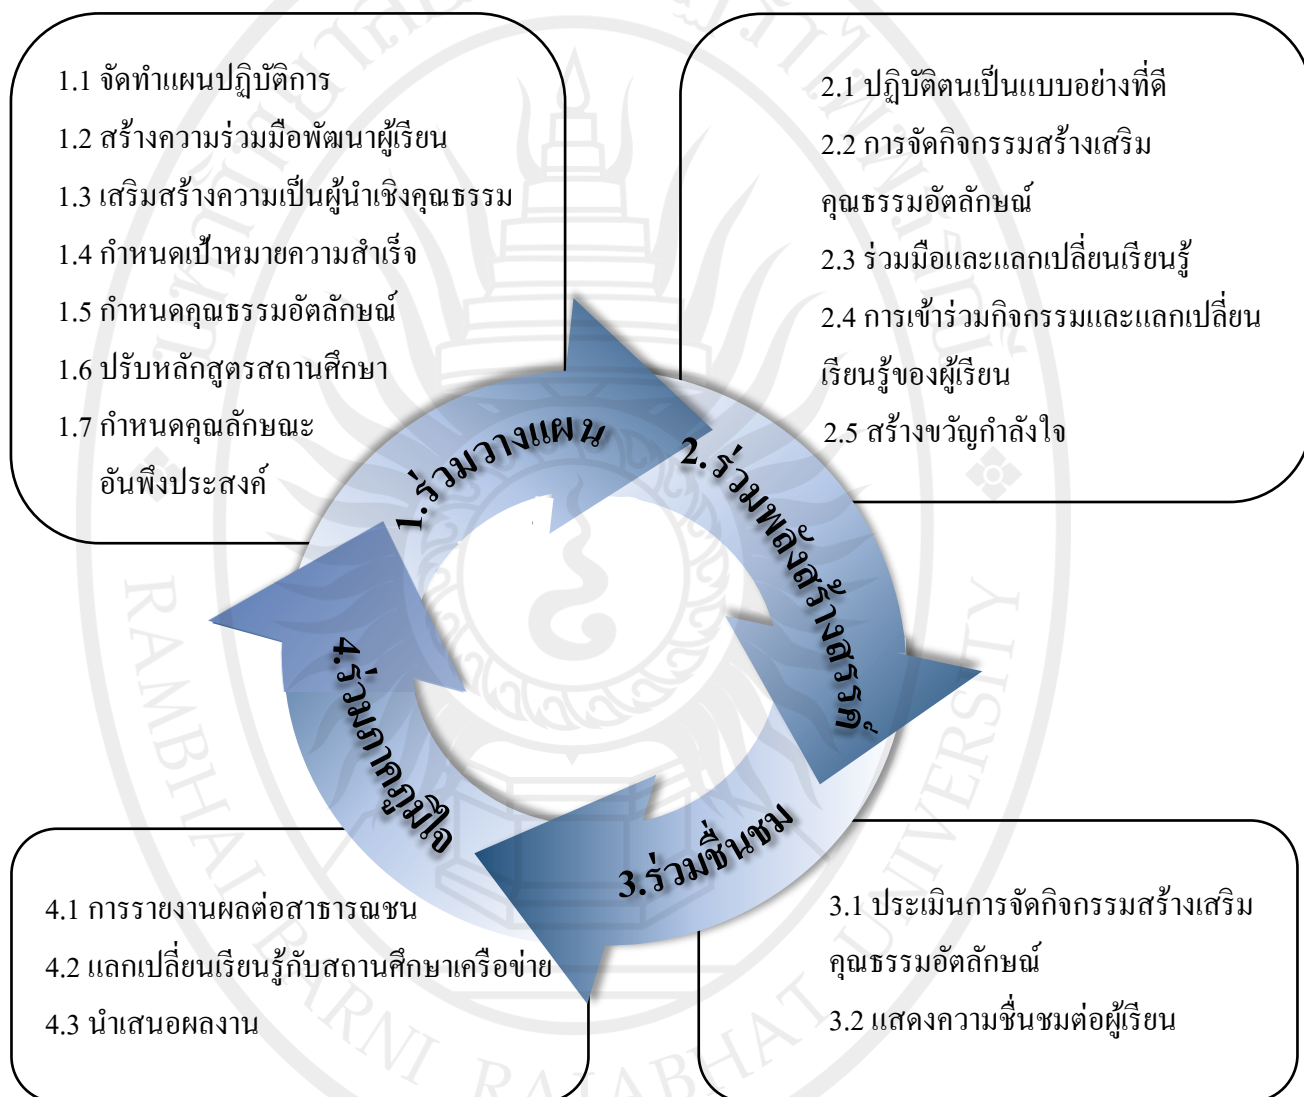 1.1 จัดทำแผนปฏิบัติการ
1.2 สร้างความร่วมมือพัฒนาผู้เรียน
1.3 เสริมสร้างความเป็นผู้นำเชิงคุณธรรม
1.4 กำหนดเป้าหมายความสำเร็จ
1.5 กำหนดคุณธรรมอัตลักษณ์
1.6 ปรับหลักสูตรสถานศึกษา
1.7 กำหนดคุณลักษณะ
อันพึงประสงค์
2.1 ปฏิบัติตนเป็นแบบอย่างที่ดี
2.2 การจัดกิจกรรมสร้างเสริม
คุณธรรมอัตลักษณ์
2.3 ร่วมมือและแลกเปลี่ยนเรียนรู้
2.4 การเข้าร่วมกิจกรรมและแลกเปลี่ยน
เรียนรู้ของผู้เรียน
2.5 สร้างขวัญกำลังใจ
1.ร่วมวางแผน
2.ร่วมพลังสร้างสรรค์
3.ร่วมชื่นชม
4.ร่วมภาคภูมิใจ
4.1 การรายงานผลต่อสาธารณชน
4.2 แลกเปลี่ยนเรียนรู้กับสถานศึกษาเครือข่าย
4.3 นำเสนอผลงาน
3.1 ประเมินการจัดกิจกรรมสร้างเสริม
คุณธรรมอัตลักษณ์
3.2 แสดงความชื่นชมต่อผู้เรียน
RAMBHAI BARNI RAJABHAT UNIVERSITY